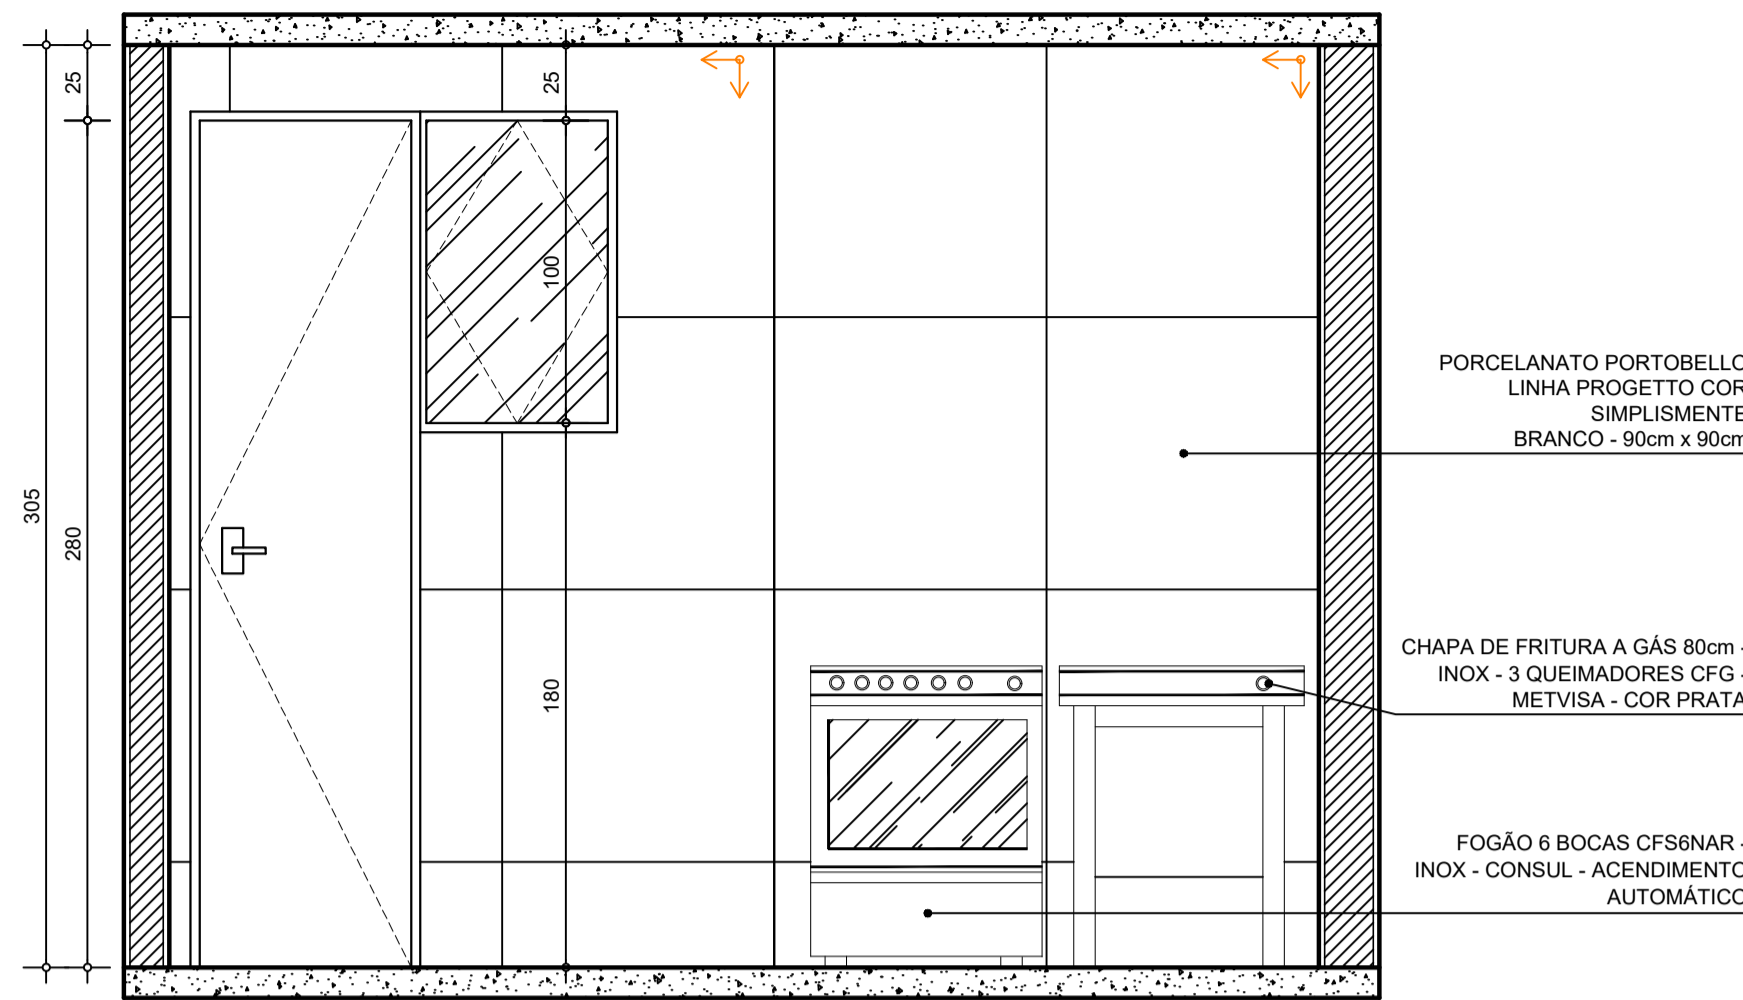 25
25
100
305
280
180
PORCELANATO PORTOBELLO
LINHA PROGETTO COR
SIMPLISMENTE
BRANCO - 90cm x 90cm
CHAPA DE FRITURA A GÁS 80cm -
INOX - 3 QUEIMADORES CFG -
METVISA - COR PRATA
FOGÃO 6 BOCAS CFS6NAR -
INOX - CONSUL - ACENDIMENTO
AUTOMÁTICO